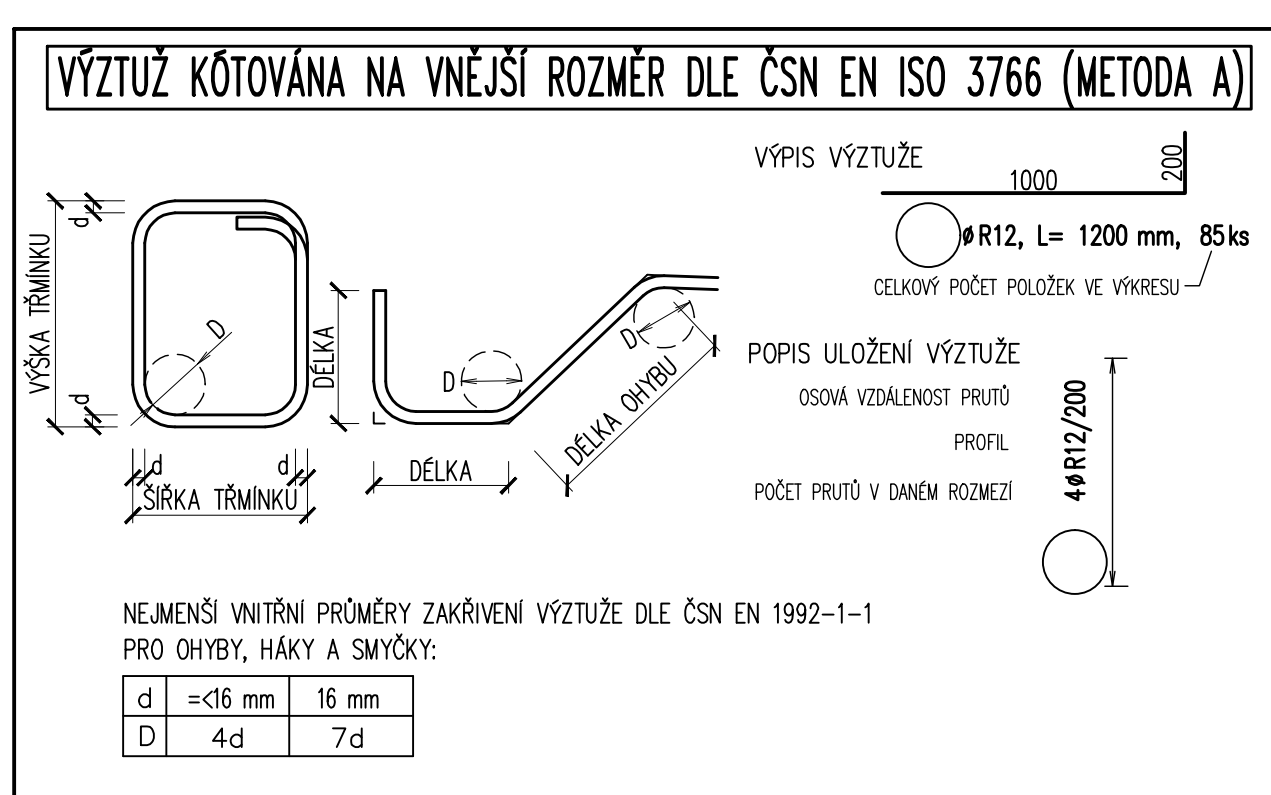 VÝZTUŽ KÓTOVÁNA NA VNĚJŠÍ ROZMĚR DLE ČSN EN ISO 3766 (METODA A)
VÝPIS VÝZTUŽE
1000
200
øR12, L= 1200 mm, 85ks
CELKOVÝ POČET POLOŽEK VE VÝKRESU
d
VÝŠKA TŘMÍNKU
D
d
d
d
ŠÍŘKA TŘMÍNKU
DÉLKA
D
D
DÉLKA OHYBU
DÉLKA
POPIS ULOŽENÍ VÝZTUŽE
OSOVÁ VZDÁLENOST PRUTŮ
PROFIL
POČET PRUTŮ V DANÉM ROZMEZÍ
4øR12/200
NEJMENŠÍ VNITŘNÍ PRŮMĚRY ZAKŘIVENÍ VÝZTUŽE DLE ČSN EN 1992-1-1
PRO OHYBY, HÁKY A SMYČKY:
d =<16 mm 16 mm
D 4d 7d